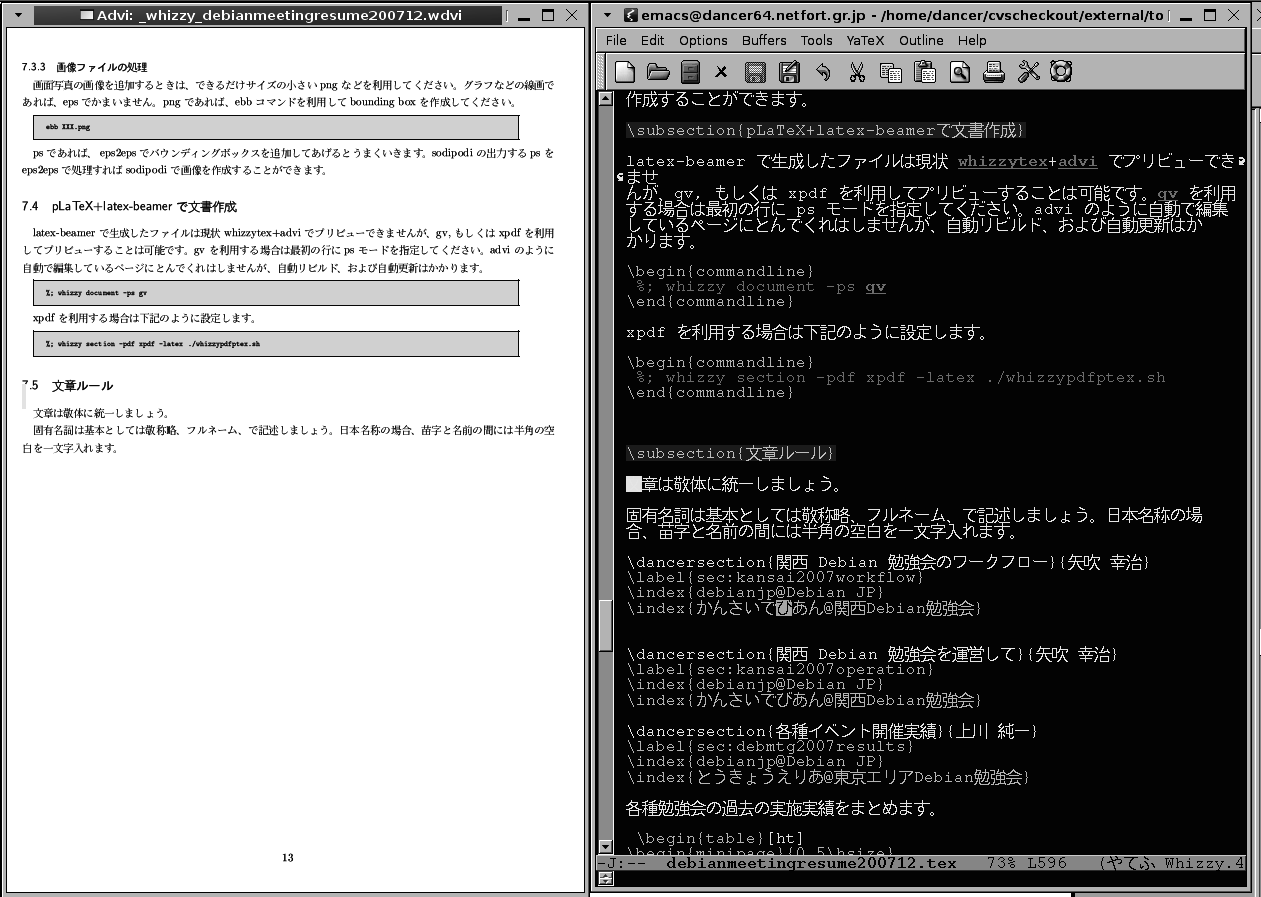 Advi: _whizzy_debianmeetingresume200712.wdvi
7.3.3 画像ファイルの処理
画面写真の画像を追加するときは、できるだけサイズの小さい png などを利用してください。グラフなどの線画で
あれば、eps でかまいません。png であれば、ebb コマンドを利用して bounding box を作成してください。
ebb XXX.png
ps であれば、 eps2eps でバウンディングボックスを追加してあげるとうまくいきます。sodipodi の出力する ps を
eps2eps で処理すれば sodipodi で画像を作成することができます。
7.4 pLaTeX+latex-beamer で文書作成
latex-beamer で生成したファイルは現状 whizzytex+advi でプリビューできませんが、gv, もしくは xpdf を利用
してプリビューすることは可能です。gv を利用する場合は最初の行に ps モードを指定してください。advi のように
自動で編集しているページにとんでくれはしませんが、自動リビルド、および自動更新はかかります。
%; whizzy document -ps gv
xpdf を利用する場合は下記のように設定します。
%; whizzy section -pdf xpdf -latex ./whizzypdfptex.sh
7.5 文章ルール
文章は敬体に統一しましょう。
固有名詞は基本としては敬称略、フルネーム、で記述しましょう。日本名称の場合、苗字と名前の間には半角の空
白を一文字入れます。
13
emacs@dancer64.netfort.gr.jp - /home/dancer/cvscheckout/external/to
File Edit Options Buffers Tools YaTeX Outline Help
作成することができます。
\subsection{pLaTeX+latex-beamerで文書作成}
latex-beamer で生成したファイルは現状 whizzytex+advi でプリビューでき
ませ
んが、gv, もしくは xpdf を利用してプリビューすることは可能です。gv を利用
する場合は最初の行に ps モードを指定してください。advi のように自動で編集
しているページにとんでくれはしませんが、自動リビルド、および自動更新はか
かります。
\begin{commandline}
%; whizzy document -ps gv
\end{commandline}
xpdf を利用する場合は下記のように設定します。
\begin{commandline}
%; whizzy section -pdf xpdf -latex ./whizzypdfptex.sh
\end{commandline}
\subsection{文章ルール}
章は敬体に統一しましょう。
固有名詞は基本としては敬称略、フルネーム、で記述しましょう。日本名称の場
合、苗字と名前の間には半角の空白を一文字入れます。
\dancersection{関西 Debian 勉強会のワークフロー}{矢吹 幸治}
\label{sec:kansai2007workflow}
\index{debianjp@Debian JP}
\index{かんさいでびあん@関西Debian勉強会}
\dancersection{関西 Debian 勉強会を運営して}{矢吹 幸治}
\label{sec:kansai2007operation}
\index{debianjp@Debian JP}
\index{かんさいでびあん@関西Debian勉強会}
\dancersection{各種イベント開催実績}{上川 純一}
\label{sec:debmtg2007results}
\index{debianjp@Debian JP}
\index{とうきょうえりあ@東京エリアDebian勉強会}
各種勉強会の過去の実施実績をまとめます。
\begin{table}[ht]
\begin{minipage}{0.5\hsize}
-J:-- debianmeetingresume200712.tex 73% L596 (やてふ Whizzy.4